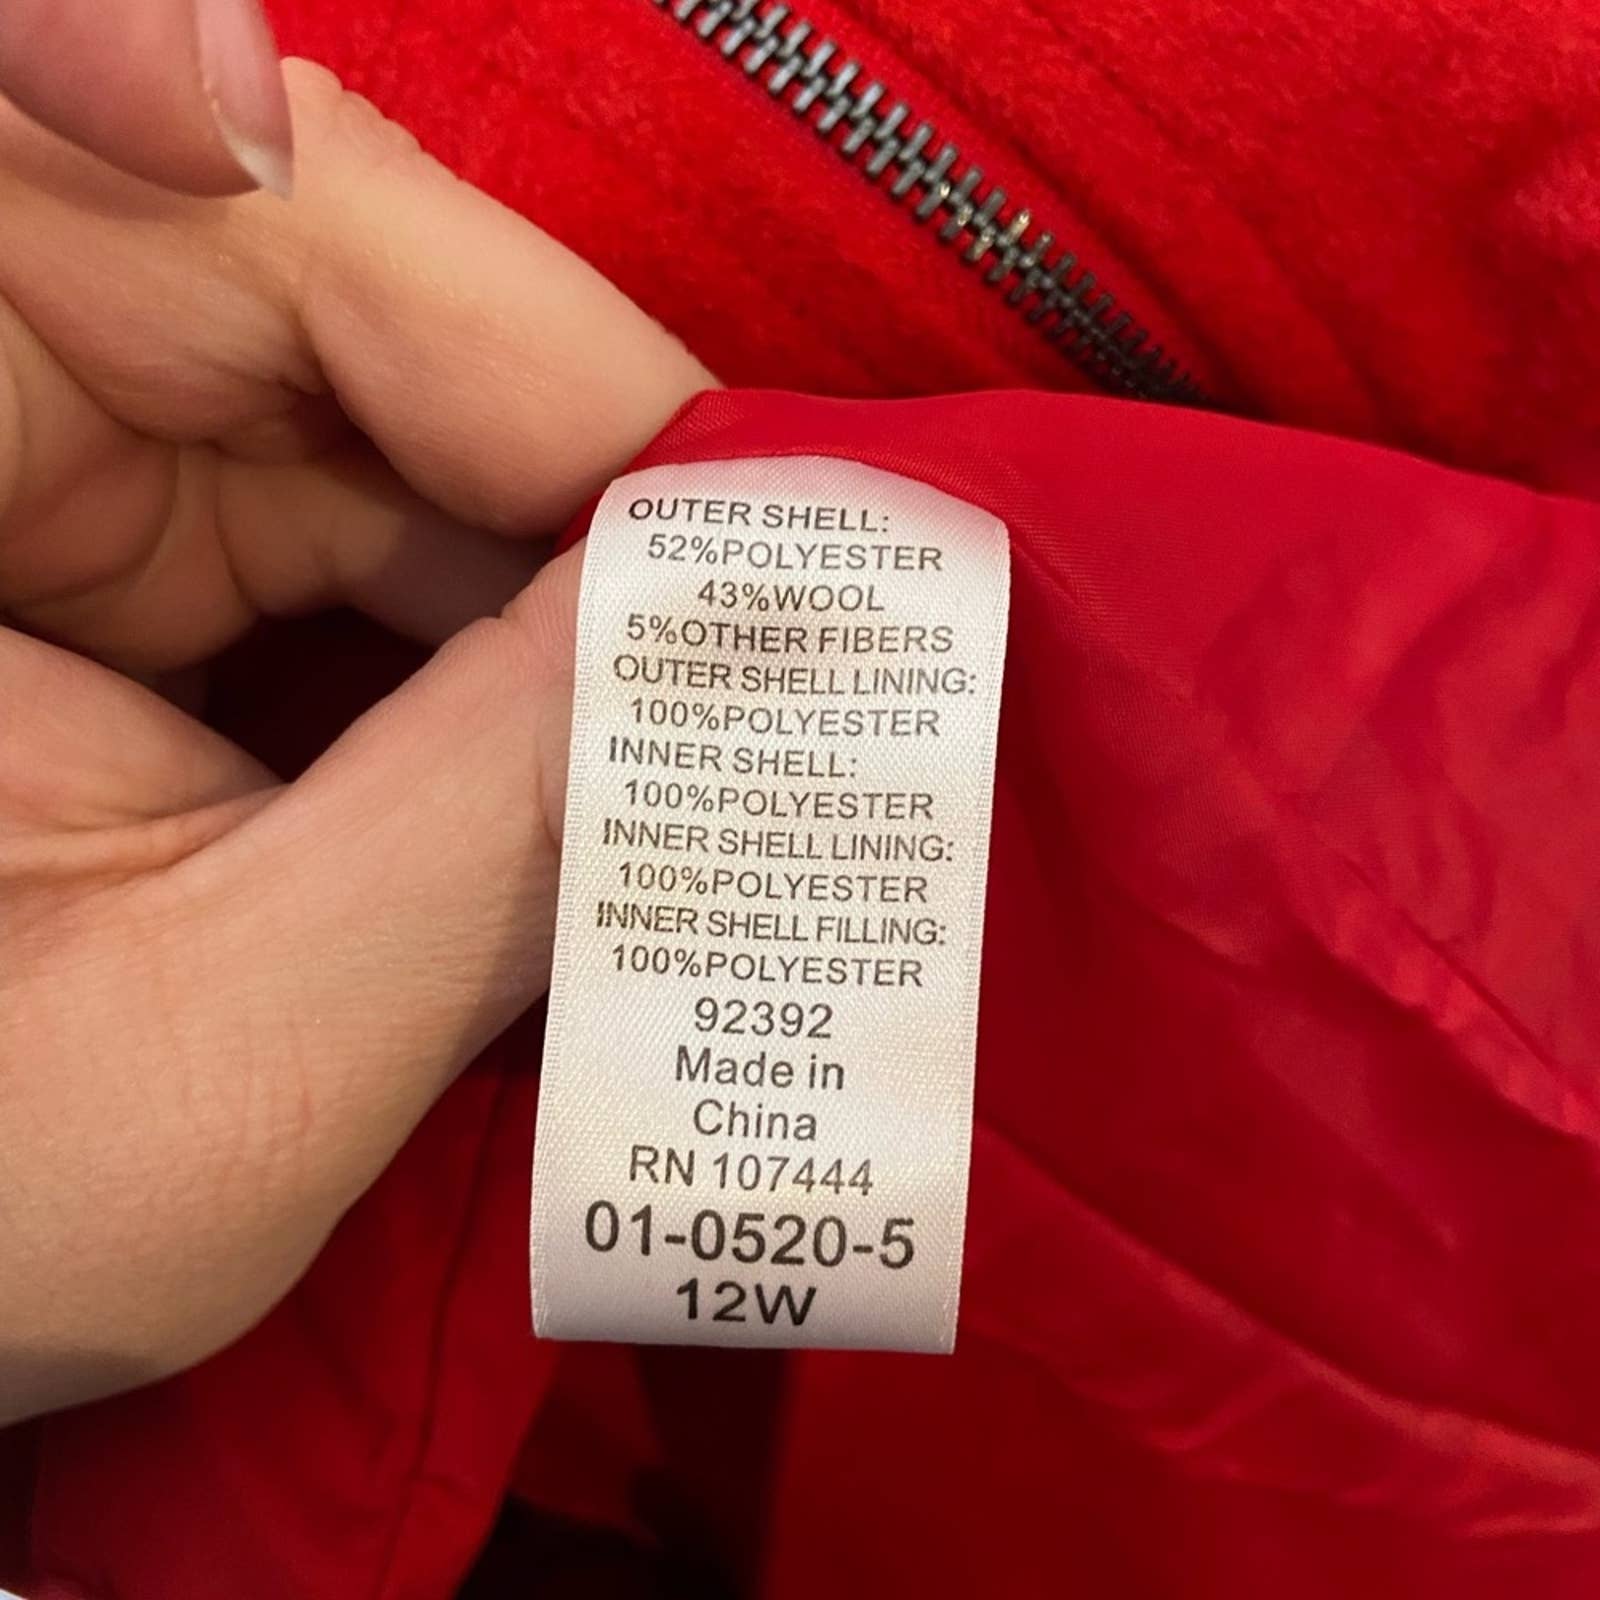 OUTER SHELL:
52%POLYESTER
43%WOOL
5%OTHER FIBERS
OUTER SHELL LINING:
100%POLYESTER
INNER SHELL:
100%POLYESTER
INNER SHELL LINING:
100%POLYESTER
INNER SHELL FILLING:
100%POLYESTER
92392
Made in
China
RN 107444
01-0520-5
12W